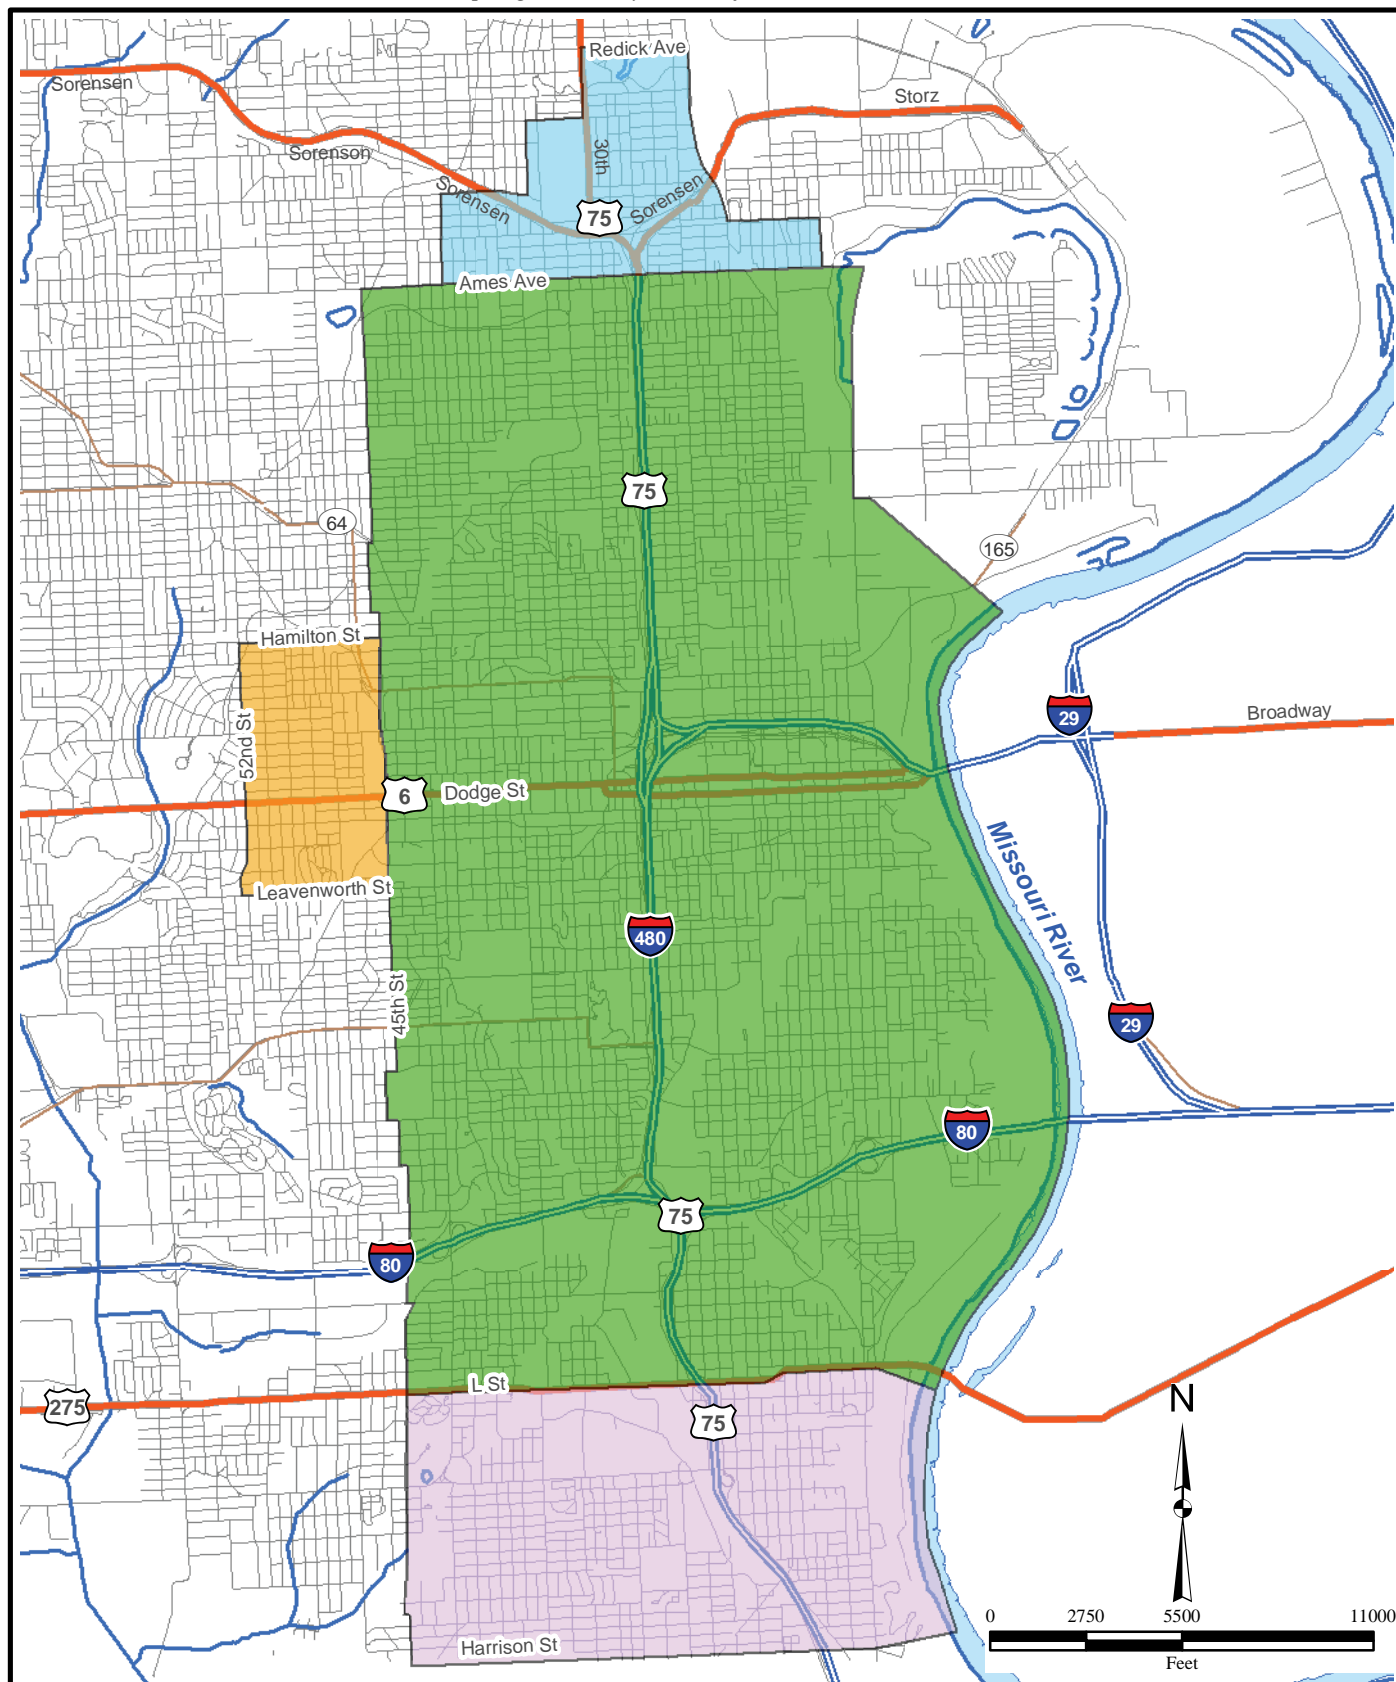 Redick Ave
Sorensen
Storz
Sorenson
30th
Sorensen
Sorensen
75
Ames Ave
75
64
165
Hamilton St
29
Broadway
52nd St
6
Dodge St
Missouri River
Leavenworth St
480
45th St
29
80
75
80
L St
275
75
N
0
2750
5500
11000
Feet
Harrison St